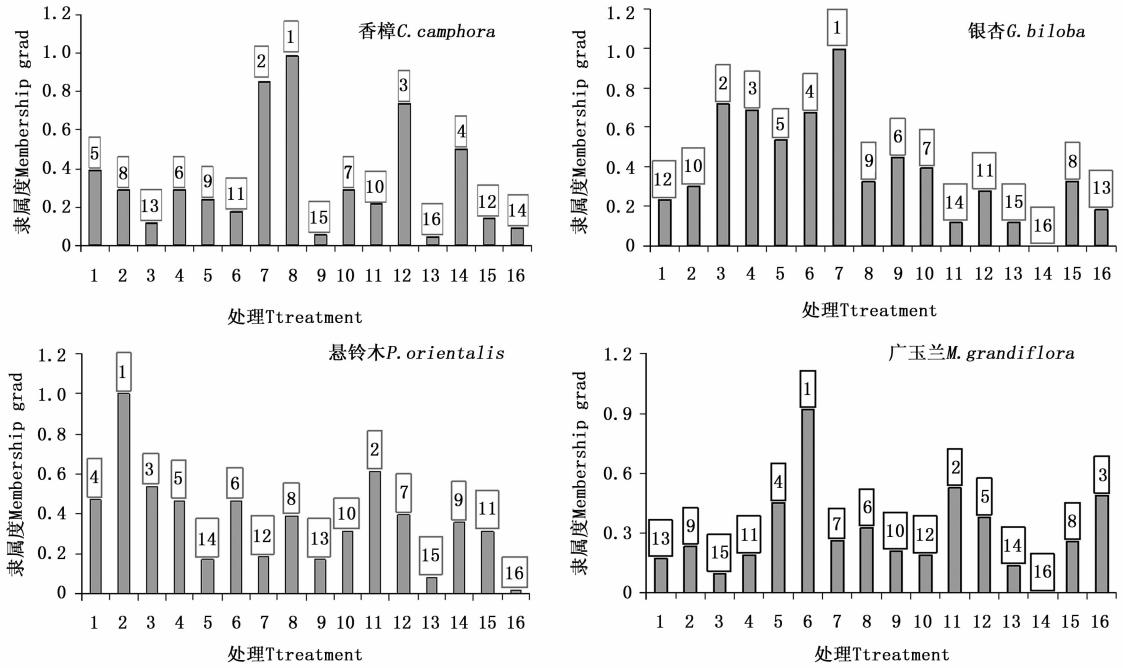 香樟C.camphora
隶属度Membership grad
1.2
1.0
0.8
0.6
0.4
0.2
0
5 8 13 6 9 11 2 1 15 7 10 3 16 4 12 14
1 2 3 4 5 6 7 8 9 10 11 12 13 14 15 16
处理Ttreatment
银杏G.biloba
隶属度Membership grad
1.2
1.0
0.8
0.6
0.4
0.2
0
12 10 2 3 5 4 1 9 6 7 14 11 15 16 8 13
1 2 3 4 5 6 7 8 9 10 11 12 13 14 15 16
处理Ttreatment
悬铃木P.orientalis
隶属度Membership grad
1.2
1.0
0.8
0.6
0.4
0.2
0
4 1 3 5 14 6 12 8 13 10 2 7 15 9 11 16
1 2 3 4 5 6 7 8 9 10 11 12 13 14 15 16
处理Ttreatment
广玉兰M.grandiflora
隶属度Membership grad
1.2
0.9
0.6
0.3
0
13 9 15 11 4 1 7 6 10 12 2 5 14 16 8 3
1 2 3 4 5 6 7 8 9 10 11 12 13 14 15 16
处理Ttreatment